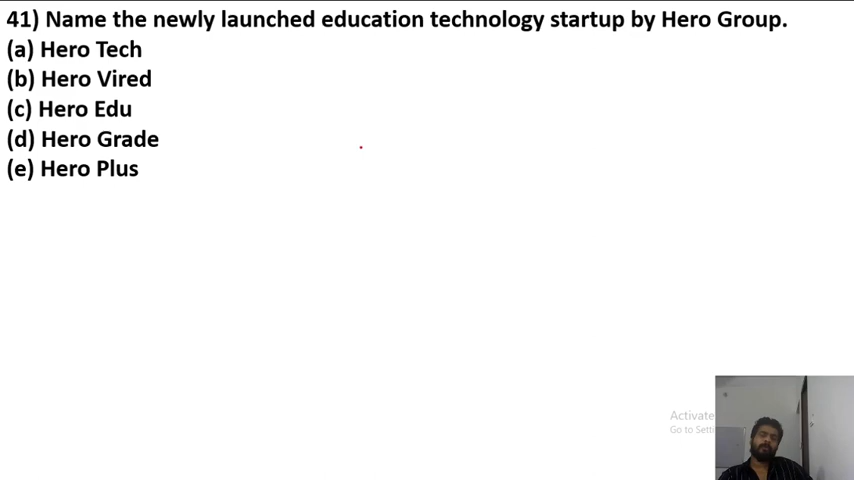 41) Name the newly launched education technology startup by Hero Group.
(a) Hero Tech
(b) Hero Vired
(c) Hero Edu
(d) Hero Grade
(e) Hero Plus
Activate
Go to Setti